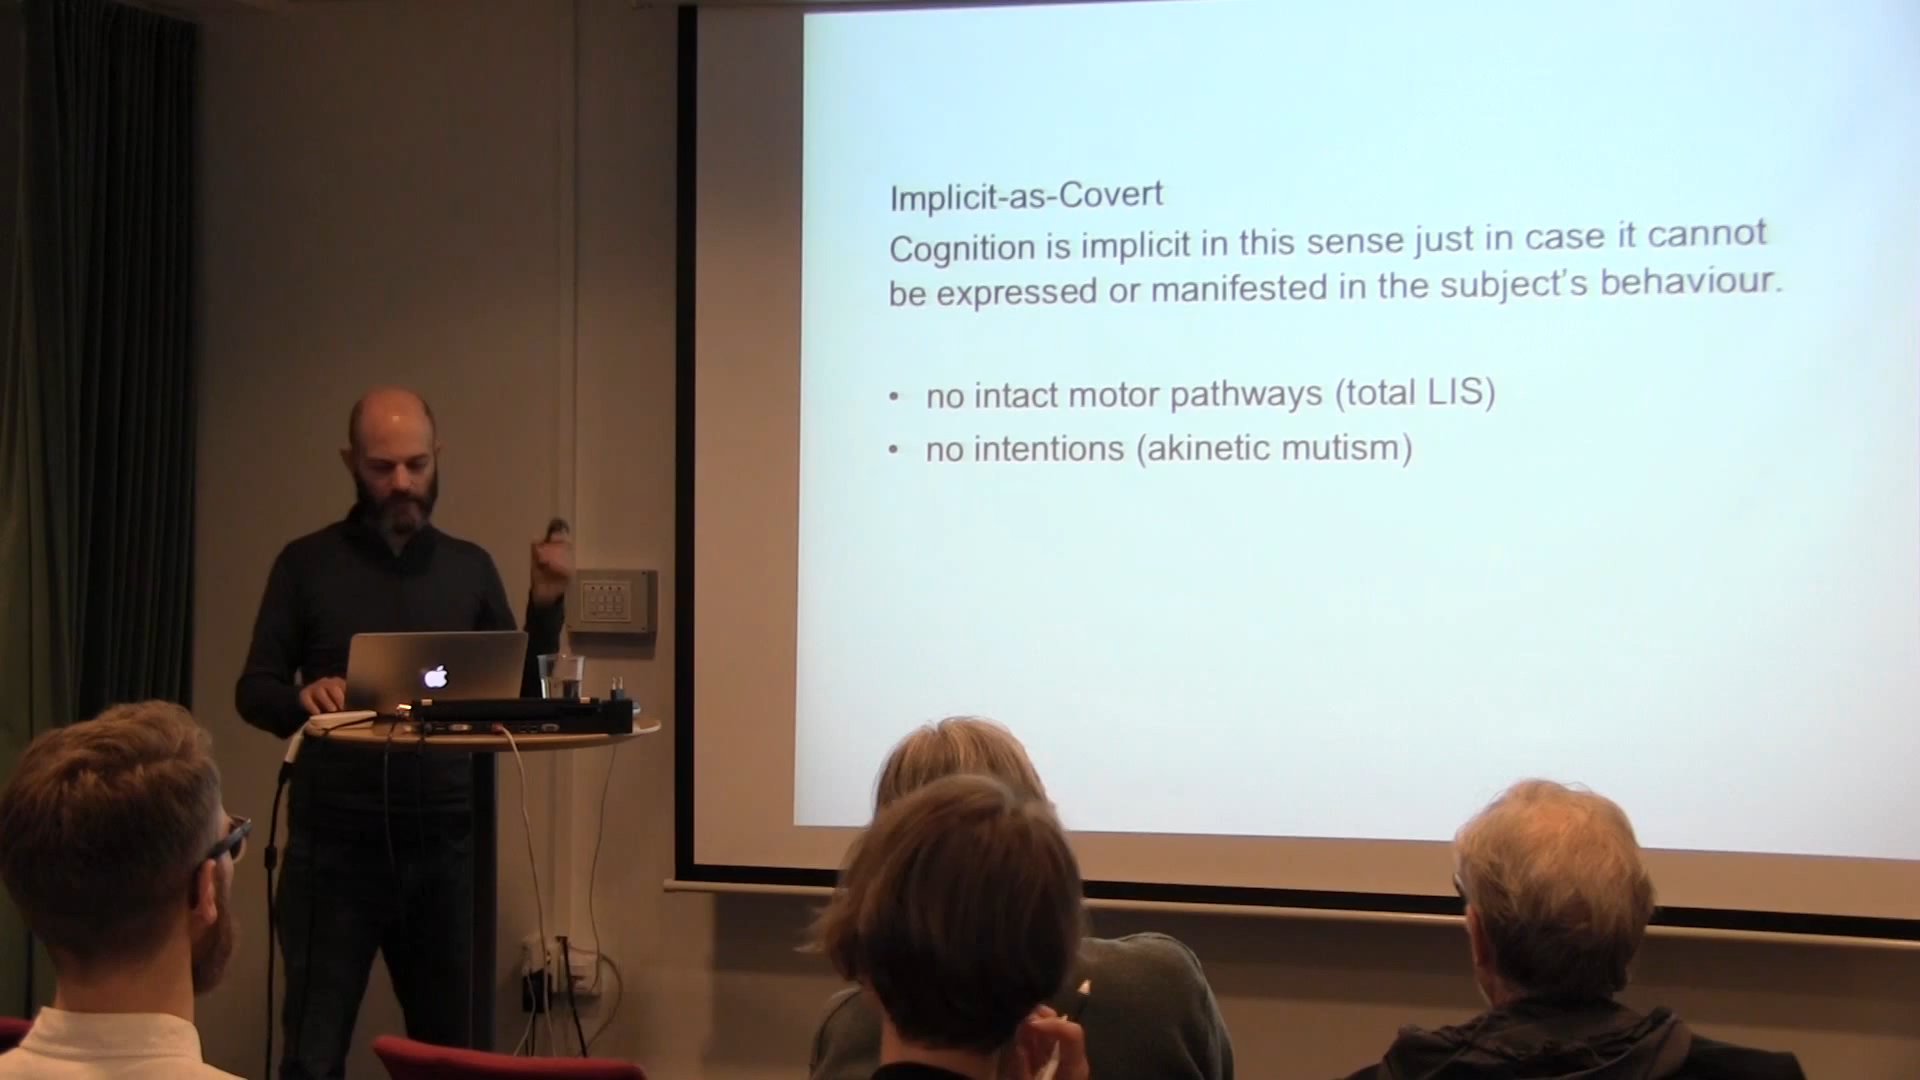 Implicit-as-Covert
Cognition is implicit in this sense just in case it cannot
be expressed or manifested in the subject's behaviour.
• no intact motor pathways (total LIS)
• no intentions (akinetic mutism)